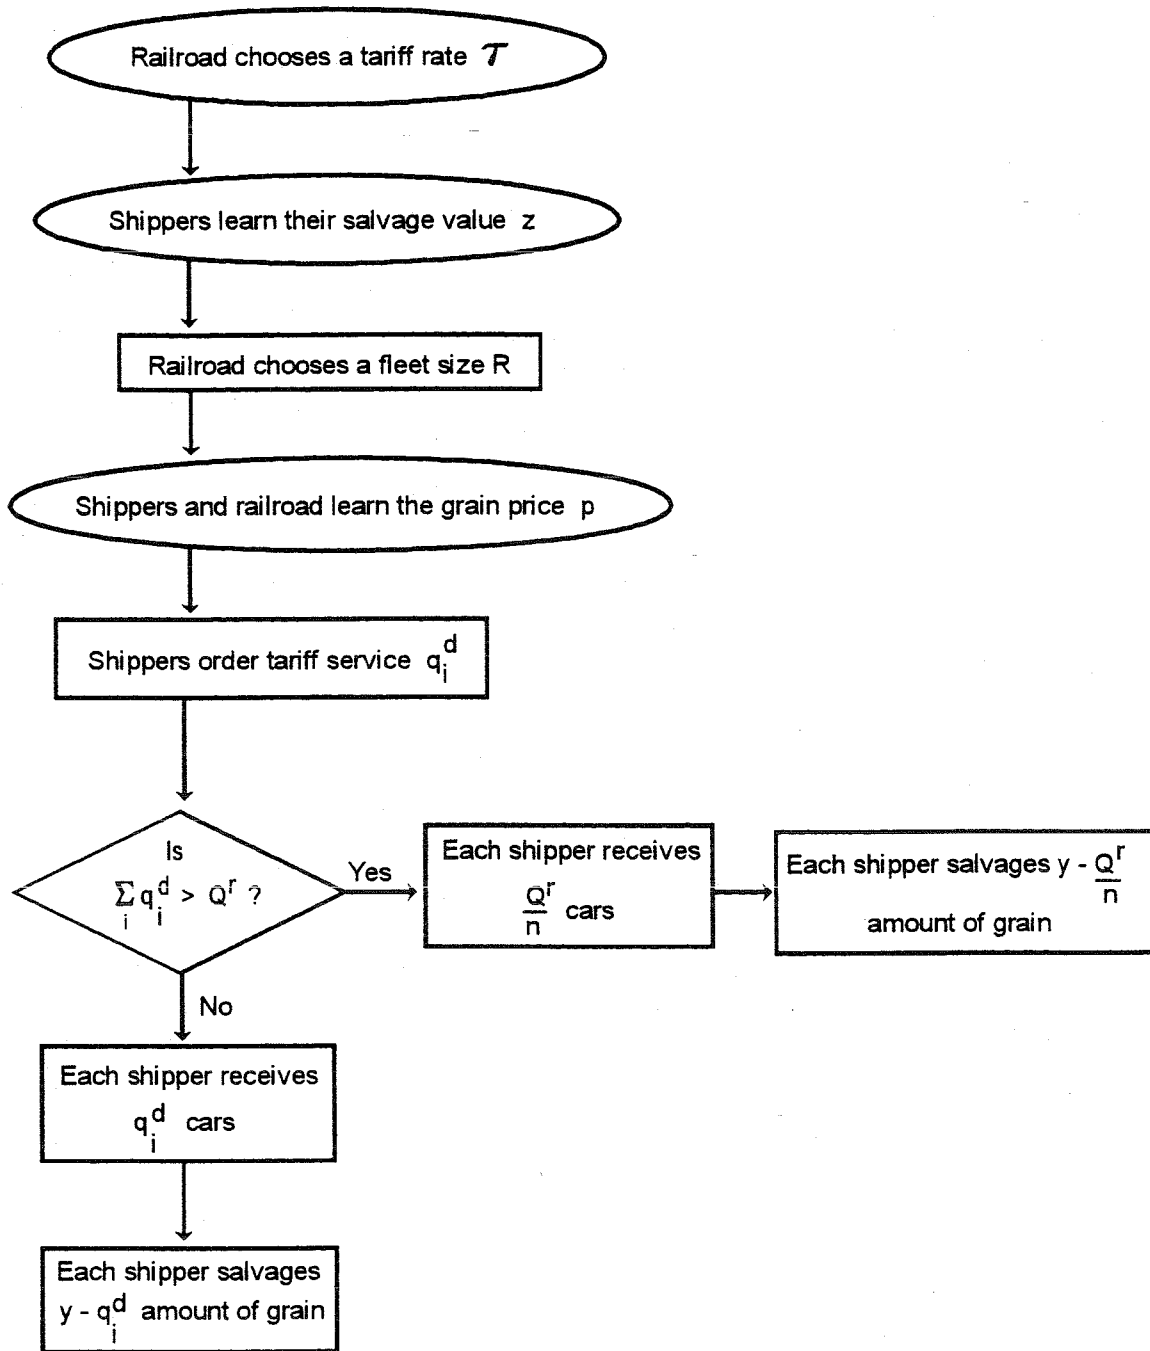 Railroad chooses a tariff rate 𝒯
Shippers learn their salvage value z
Railroad chooses a fleet size R
Shippers and railroad learn the grain price p
Shippers order tariff service q_i^d
Is
∑_i q_i^d > Q^r ?
Yes
Each shipper receives
Q^r/n cars
Each shipper salvages y - Q^r/n
amount of grain
No
Each shipper receives
q_i^d cars
Each shipper salvages
y - q_i^d amount of grain